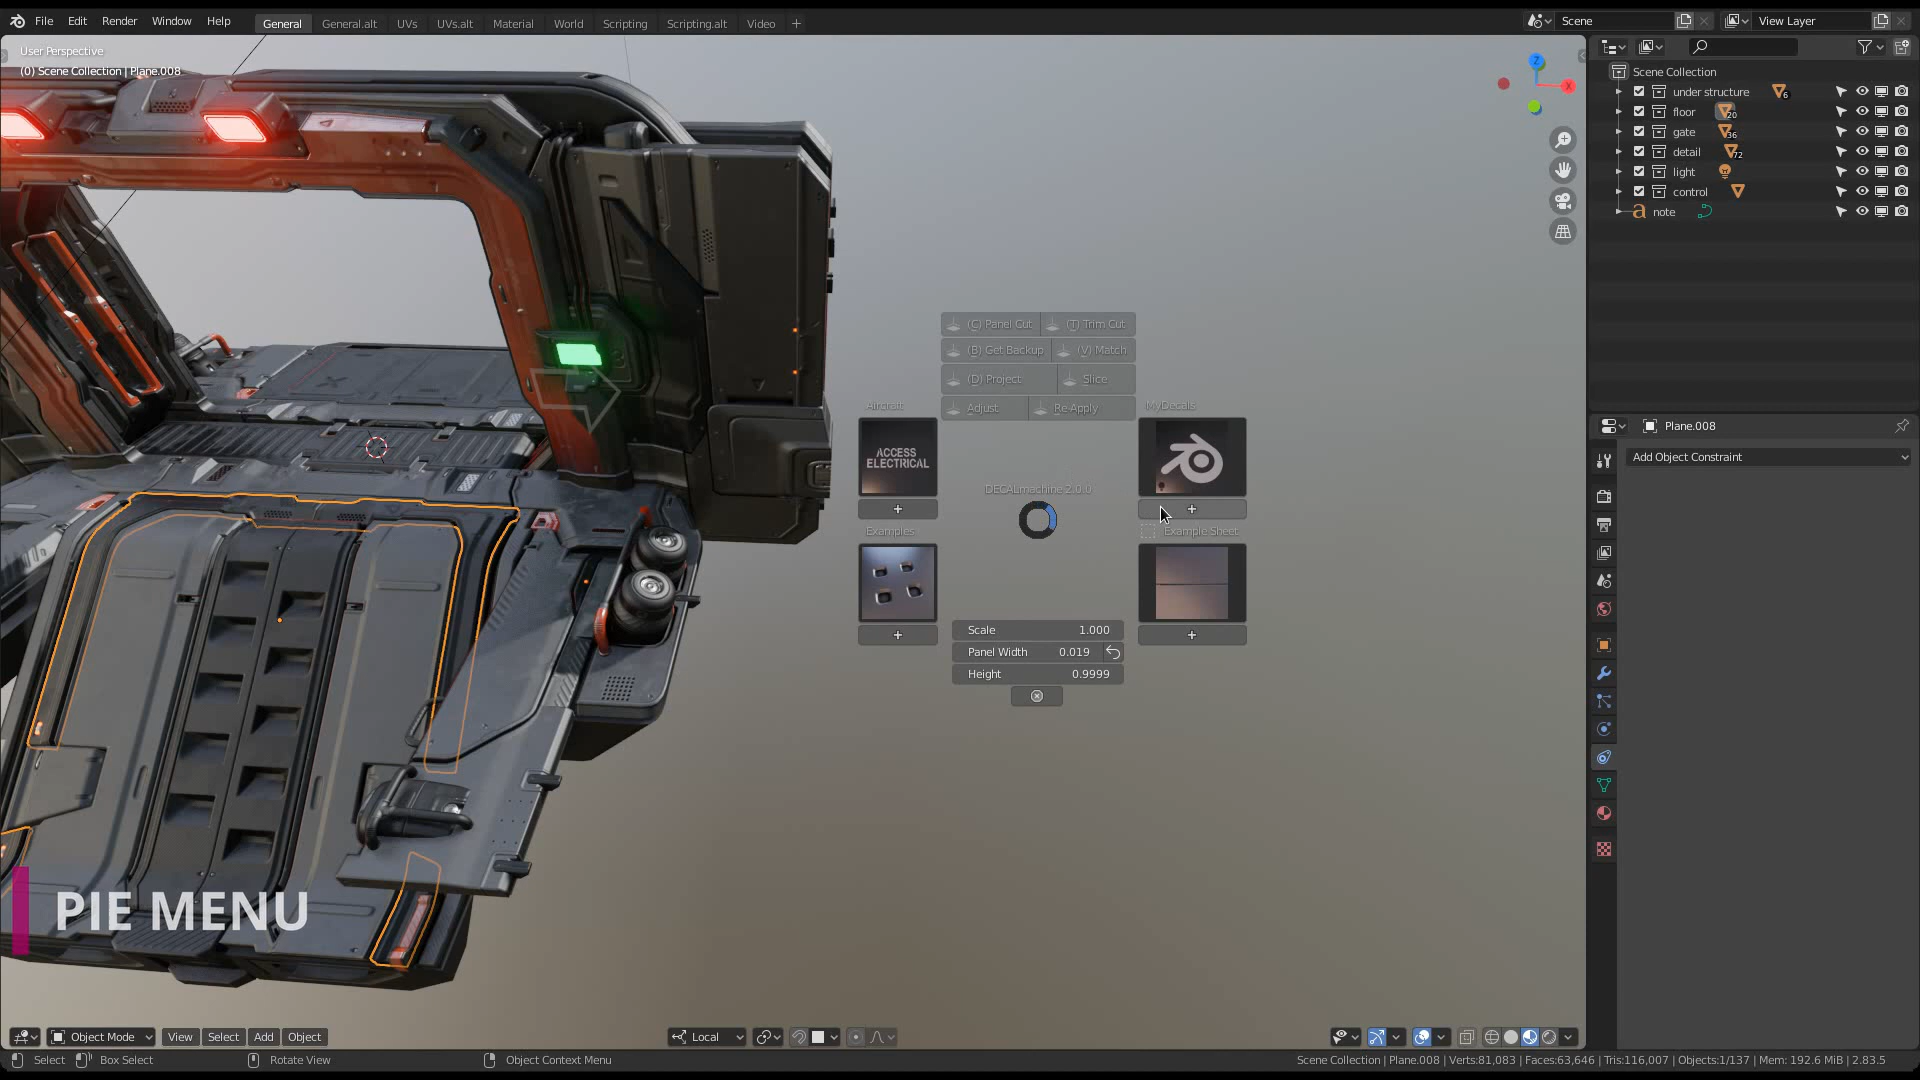 File Edit Render Window Help General General.alt UVs UVs.alt Material World Scripting Scripting.alt Video + Scene View Layer
User Perspective
(0) Scene Collection | Plane.008
Z
X
Scene Collection
under structure 6
floor 20
gate 36
detail 72
light
control
note
Plane.008
Add Object Constraint
(C) Panel Cut (T) Trim Cut
(B) Get Backup (V) Match
(D) Project Slice
Adjust Re-Apply
Aircraft MyDecals
ACCESS
ELECTRICAL
+ +
DECALmachine 2.0.0
Examples Example Sheet
+ +
Scale 1.000
Panel Width 0.019
Height 0.9999
PIE MENU
Object Mode View Select Add Object Local
Select Box Select Rotate View Object Context Menu Scene Collection | Plane.008 | Verts:81,083 | Faces:63,646 | Tris:116,007 | Objects:1/137 | Mem: 192.6 MiB | 2.83.5